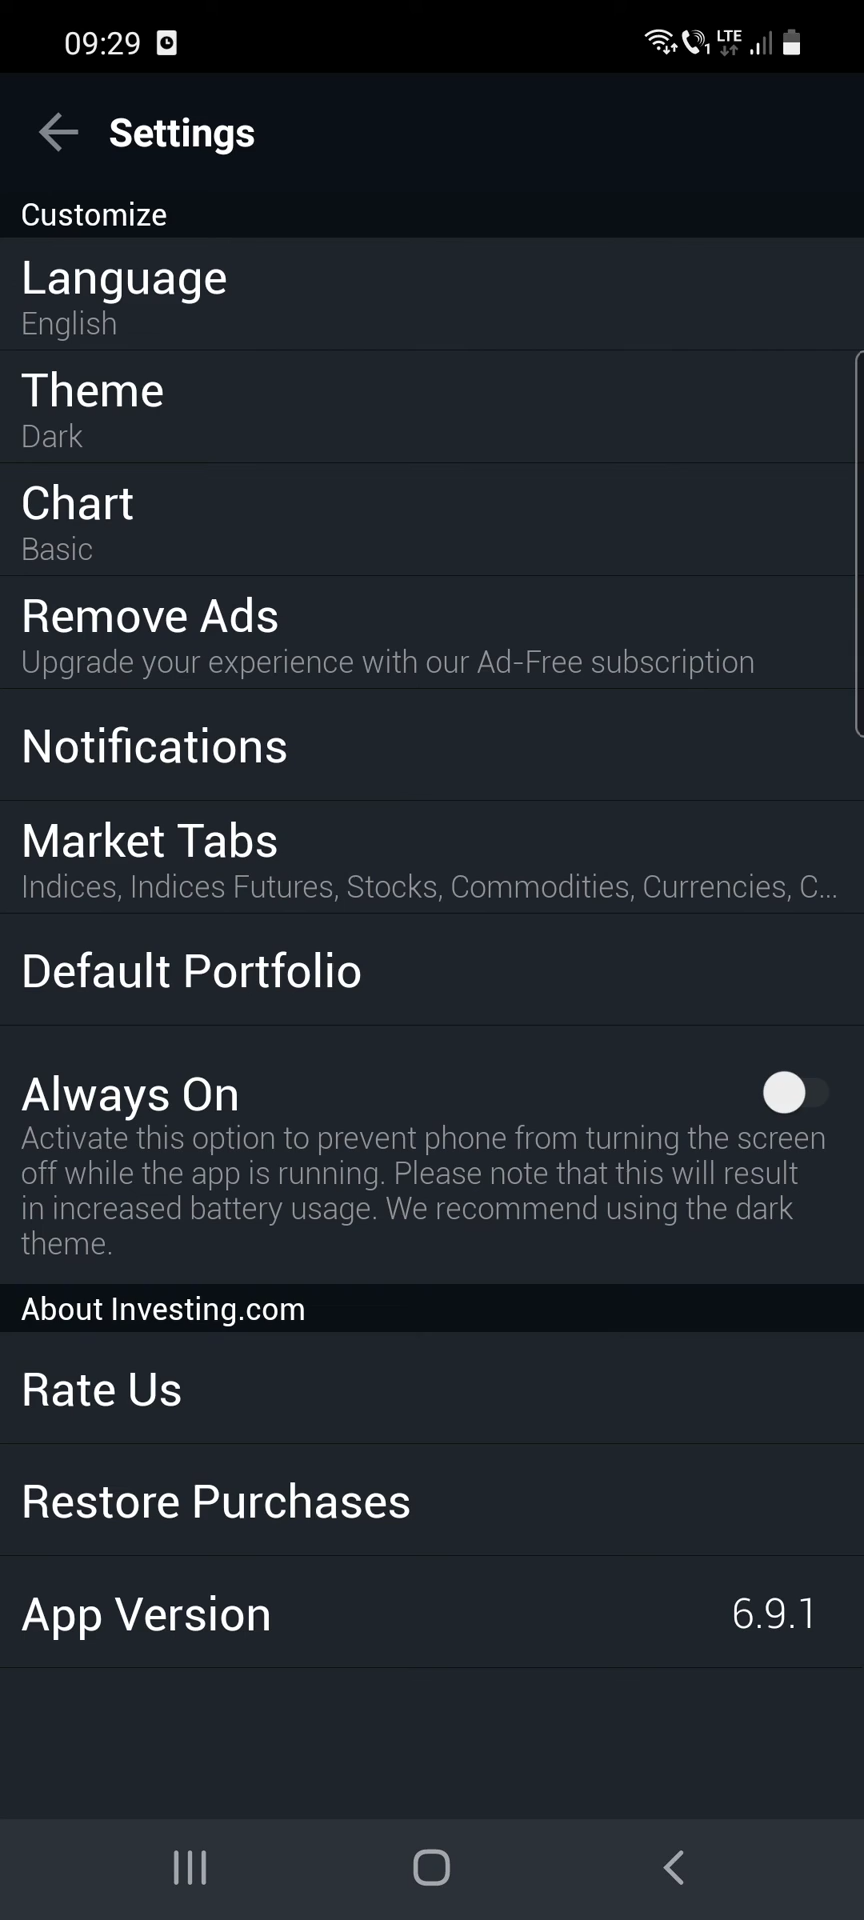 09:29
LTE
1
Settings
Customize
Language
English
Theme
Dark
Chart
Basic
Remove Ads
Upgrade your experience with our Ad-Free subscription
Notifications
Market Tabs
Indices, Indices Futures, Stocks, Commodities, Currencies, C...
Default Portfolio
Always On
Activate this option to prevent phone from turning the screen
off while the app is running. Please note that this will result
in increased battery usage. We recommend using the dark
theme.
About Investing.com
Rate Us
Restore Purchases
App Version 6.9.1